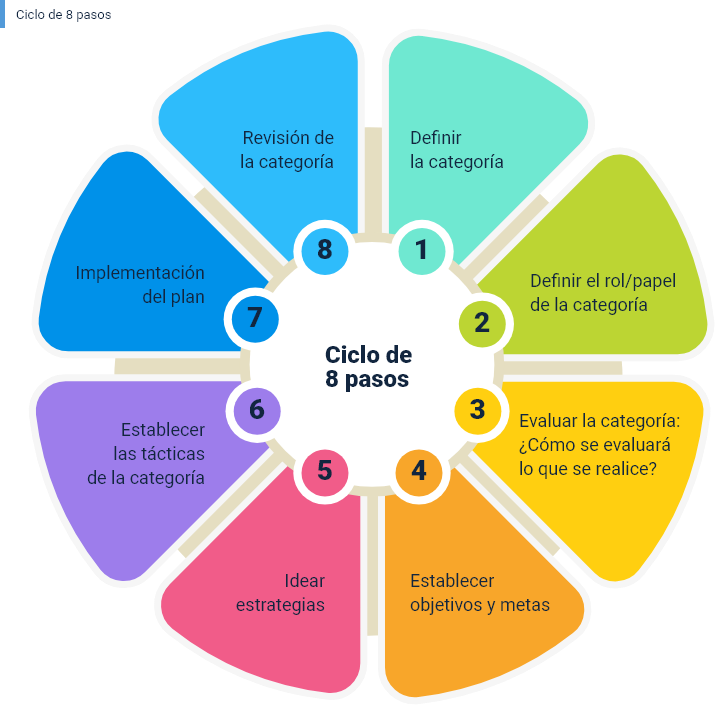 Ciclo de 8 pasos
Revisión de
la categoría
8
Definir
la categoría
1
Definir el rol/papel
de la categoría
2
Evaluar la categoría:
¿Cómo se evaluará
lo que se realice?
3
Establecer
objetivos y metas
4
Idear
estrategias
5
Establecer
las tácticas
de la categoría
6
Implementación
del plan
7
Ciclo de
8 pasos